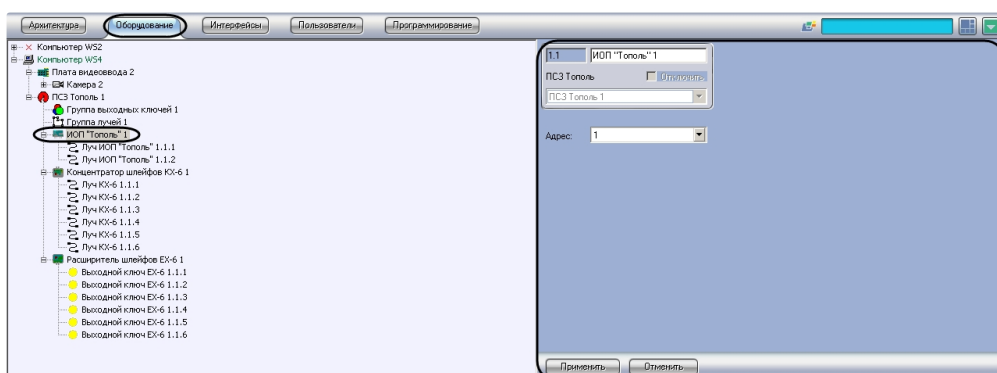 Архитектура Оборудование Интерфейсы Пользователи Программирование
Компьютер WS2
Компьютер WS4
Плата видеоввода 2
Камера 2
ПСЗ Тополь 1
Группа выходных ключей 1
Группа лучей 1
ИОП "Тополь" 1
Луч ИОП "Тополь" 1.1.1
Луч ИОП "Тополь" 1.1.2
Концентратор шлейфов КХ-6 1
Луч КХ-6 1.1.1
Луч КХ-6 1.1.2
Луч КХ-6 1.1.3
Луч КХ-6 1.1.4
Луч КХ-6 1.1.5
Луч КХ-6 1.1.6
Расширитель шлейфов ЕХ-6 1
Выходной ключ ЕХ-6 1.1.1
Выходной ключ ЕХ-6 1.1.2
Выходной ключ ЕХ-6 1.1.3
Выходной ключ ЕХ-6 1.1.4
Выходной ключ ЕХ-6 1.1.5
Выходной ключ ЕХ-6 1.1.6
1.1 ИОП "Тополь" 1
ПСЗ Тополь Отключить
ПСЗ Тополь 1
Адрес: 1
Применить Отменить